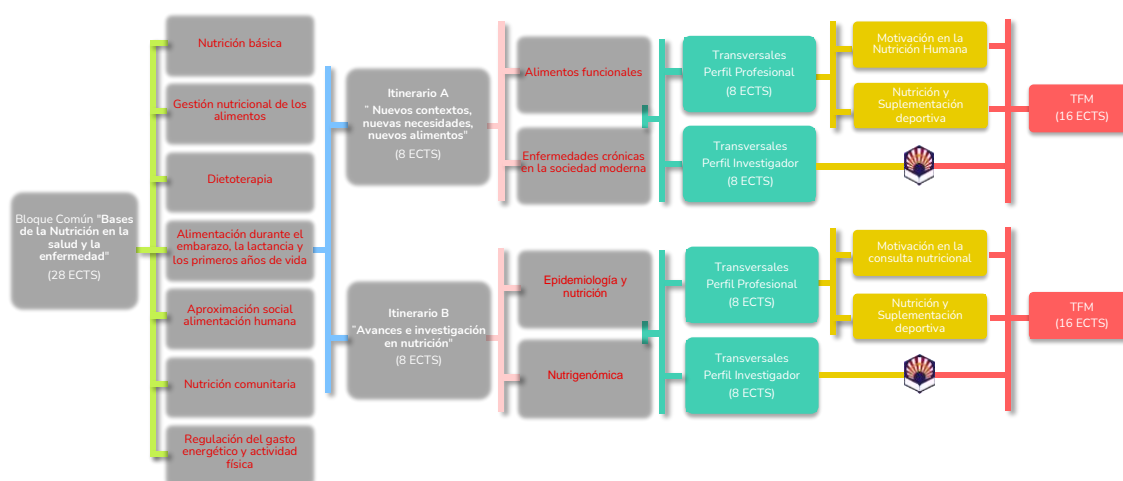 Bloque Común "Bases
de la Nutrición en la
salud y la
enfermedad"
(28 ECTS)
Nutrición básica
Gestión nutricional de los
alimentos
Dietoterapia
Alimentación durante el
embarazo, la lactancia y
los primeros años de vida
Aproximación social
alimentación humana
Nutrición comunitaria
Regulación del gasto
energético y actividad
física
Itinerario A
" Nuevos contextos,
nuevas necesidades,
nuevos alimentos"
(8 ECTS)
Alimentos funcionales
Enfermedades crónicas
en la sociedad moderna
Transversales
Perfil Profesional
(8 ECTS)
Transversales
Perfil Investigador
(8 ECTS)
Motivación en la
Nutrición Humana
Nutrición y
Suplementación
deportiva
TFM
(16 ECTS)
Itinerario B
"Avances e investigación
en nutrición"
(8 ECTS)
Epidemiología y
nutrición
Nutrigenómica
Transversales
Perfil Profesional
(8 ECTS)
Transversales
Perfil Investigador
(8 ECTS)
Motivación en la
consulta nutricional
Nutrición y
Suplementación
deportiva
TFM
(16 ECTS)